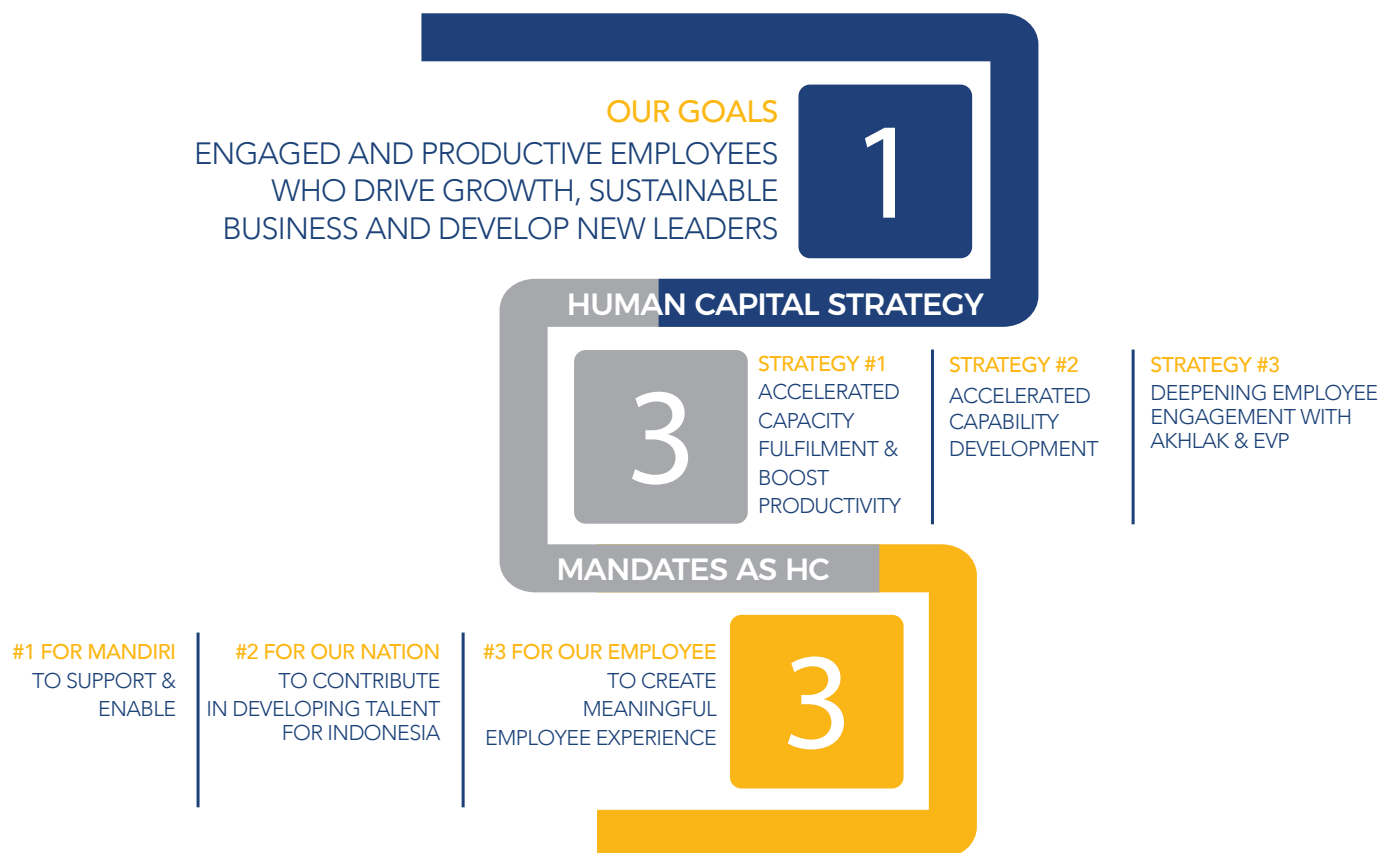 OUR GOALS
ENGAGED AND PRODUCTIVE EMPLOYEES
WHO DRIVE GROWTH, SUSTAINABLE
BUSINESS AND DEVELOP NEW LEADERS
1
HUMAN CAPITAL STRATEGY
3
STRATEGY #1
ACCELERATED
CAPACITY
FULFILMENT &
BOOST
PRODUCTIVITY
STRATEGY #2
ACCELERATED
CAPABILITY
DEVELOPMENT
STRATEGY #3
DEEPENING EMPLOYEE
ENGAGEMENT WITH
AKHLAK & EVP
MANDATES AS HC
#1 FOR MANDIRI
TO SUPPORT &
ENABLE
#2 FOR OUR NATION
TO CONTRIBUTE
IN DEVELOPING TALENT
FOR INDONESIA
#3 FOR OUR EMPLOYEE
TO CREATE
MEANINGFUL
EMPLOYEE EXPERIENCE
3